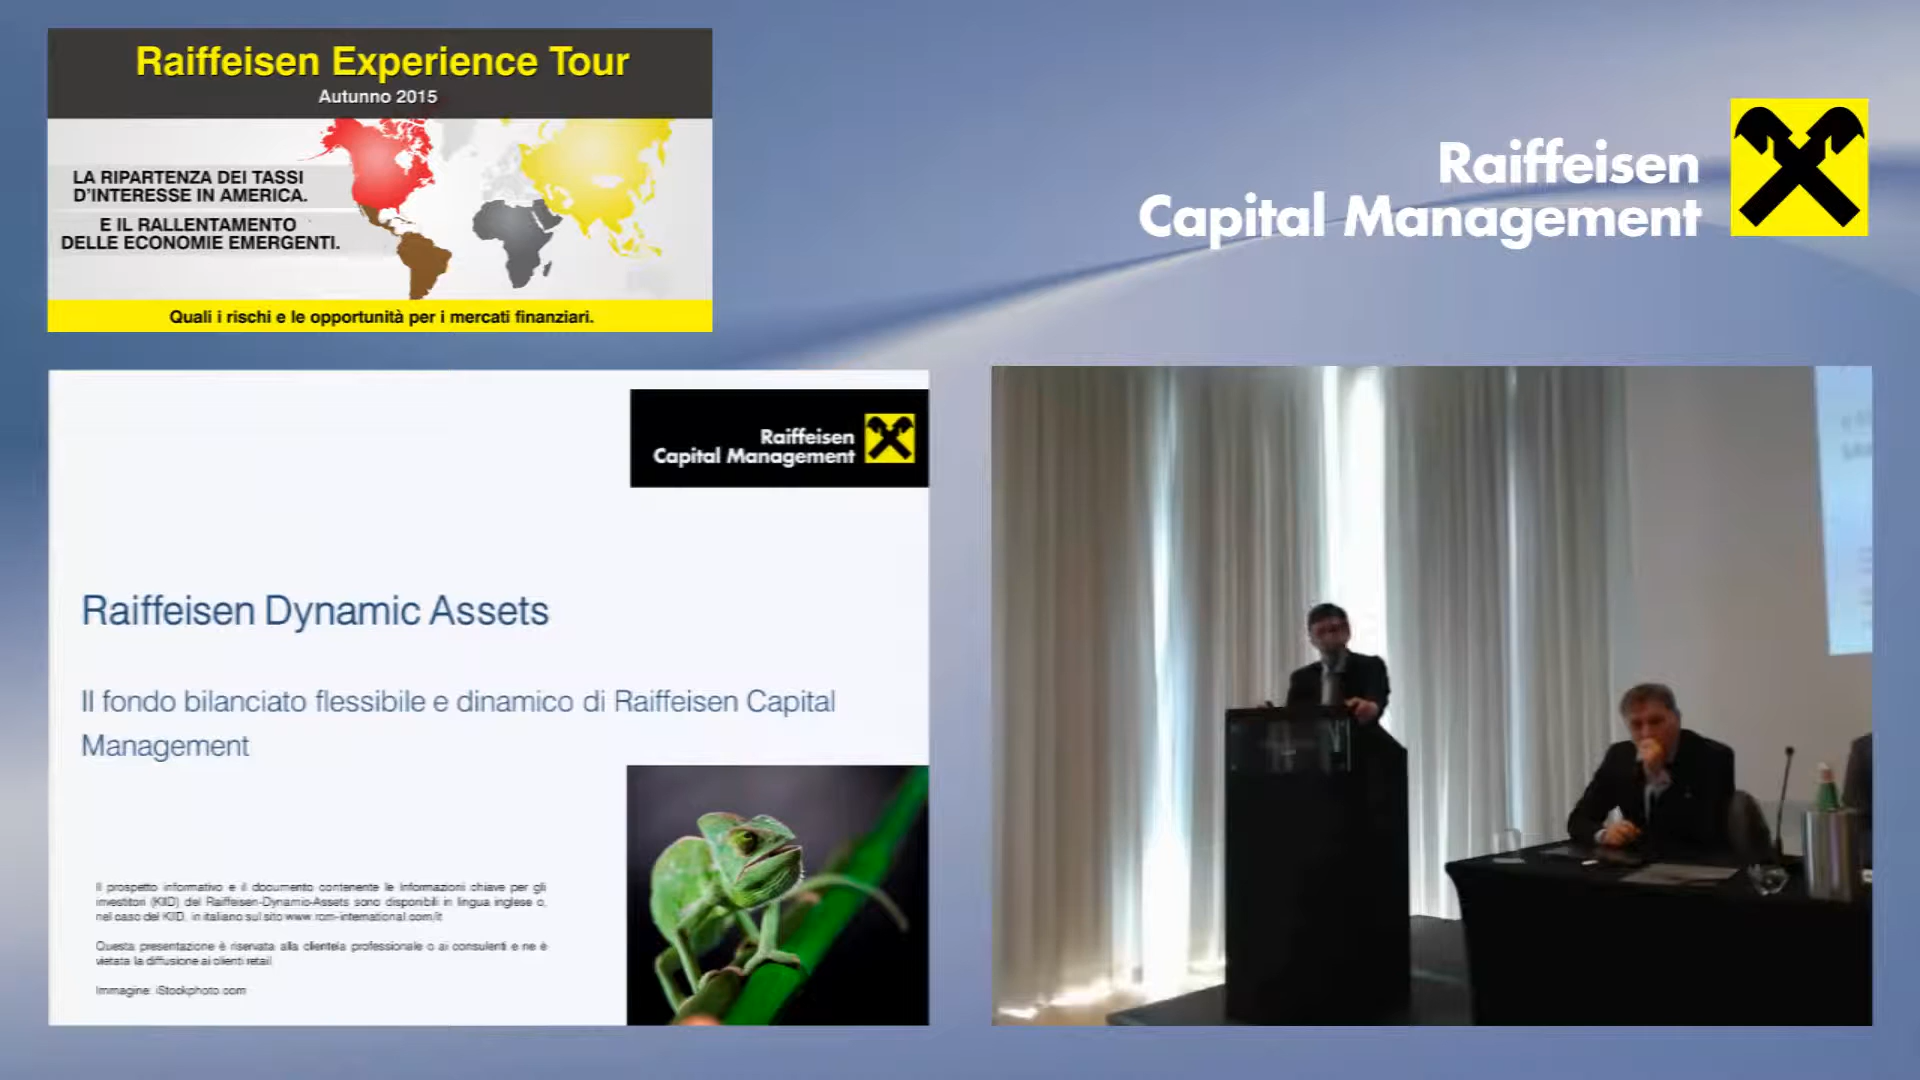 Raiffeisen Experience Tour
Autunno 2015
LA RIPARTENZA DEI TASSI
D'INTERESSE IN AMERICA.
E IL RALLENTAMENTO
DELLE ECONOMIE EMERGENTI.
Quali i rischi e le opportunità per i mercati finanziari.
Raiffeisen
Capital Management
Raiffeisen
Capital Management
Raiffeisen Dynamic Assets
Il fondo bilanciato flessibile e dinamico di Raiffeisen Capital
Management
Il prospetto informativo e il documento contenente le Informazioni chiave per gli
investitori (KIID) del Raiffeisen-Dynamic-Assets sono disponibili in lingua inglese o,
nel caso del KIID, in italiano sul sito www.rcm-international.com/it
Questa presentazione è riservata alla clientela professionale o ai consulenti e ne è
vietata la diffusione ai clienti retail
Immagine: iStockphoto.com